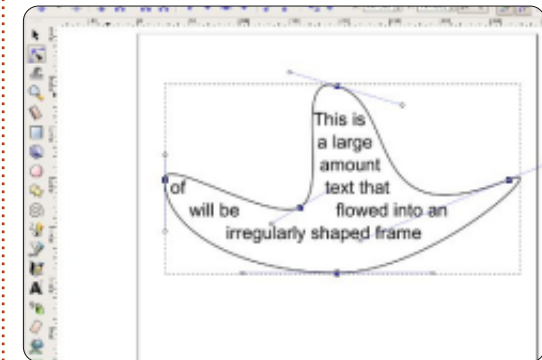 This is
a large
amount
of text that
will be flowed into an
irregularly shaped frame